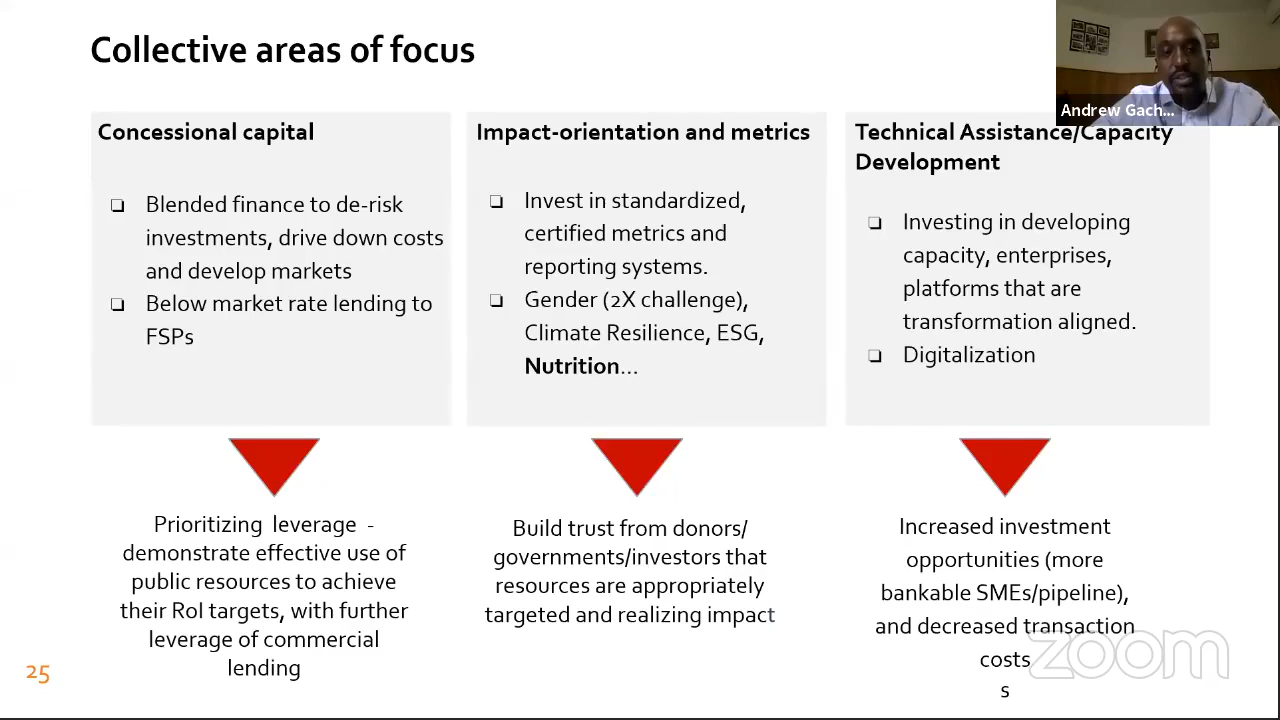 Collective areas of focus
Andrew Gach...
Concessional capital
❑ Blended finance to de-risk
investments, drive down costs
and develop markets
❑ Below market rate lending to
FSPs
Impact-orientation and metrics
❑ Invest in standardized,
certified metrics and
reporting systems.
❑ Gender (2X challenge),
Climate Resilience, ESG,
Nutrition...
Technical Assistance/Capacity
Development
❑ Investing in developing
capacity, enterprises,
platforms that are
transformation aligned.
❑ Digitalization
Prioritizing leverage -
demonstrate effective use of
public resources to achieve
their RoI targets, with further
leverage of commercial
lending
Build trust from donors/
governments/investors that
resources are appropriately
targeted and realizing impact
Increased investment
opportunities (more
bankable SMEs/pipeline),
and decreased transaction
costs
s
25
zoom